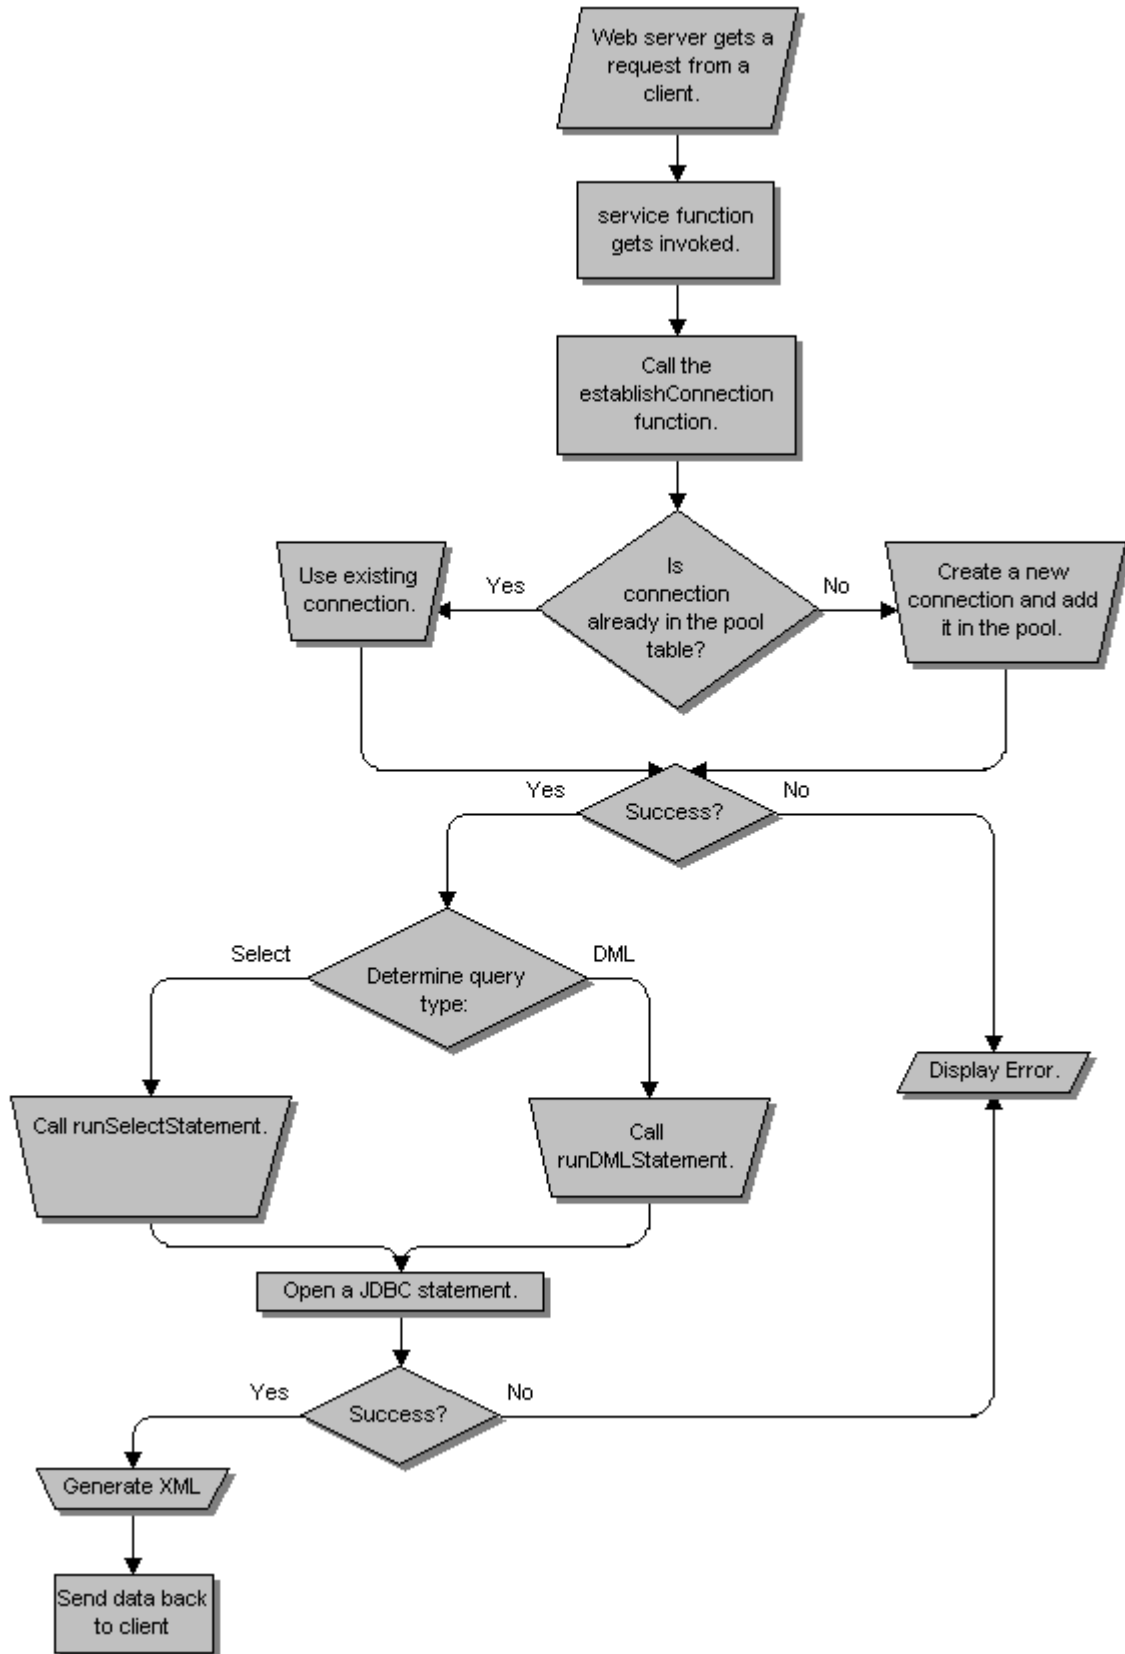 Web server gets a
request from a
client.
service function
gets invoked.
Call the
establishConnection
function.
Is
connection
already in the pool
table?
Yes
No
Use existing
connection.
Create a new
connection and add
it in the pool.
Success?
Yes
No
Determine query
type:
Select
DML
Call runSelectStatement.
Call
runDMLStatement.
Display Error.
Open a JDBC statement.
Success?
Yes
No
Generate XML
Send data back
to client